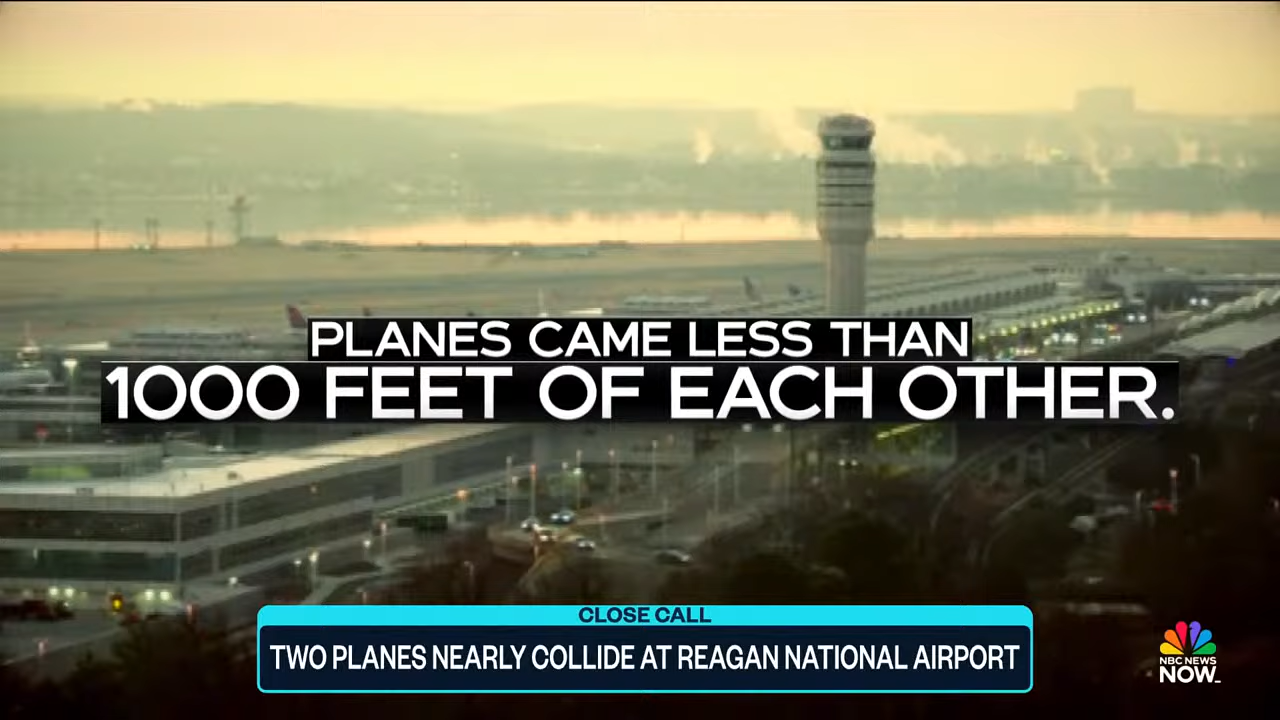 PLANES CAME LESS THAN
1000 FEET OF EACH OTHER.
CLOSE CALL
TWO PLANES NEARLY COLLIDE AT REAGAN NATIONAL AIRPORT
NBC NEWS
NOW_